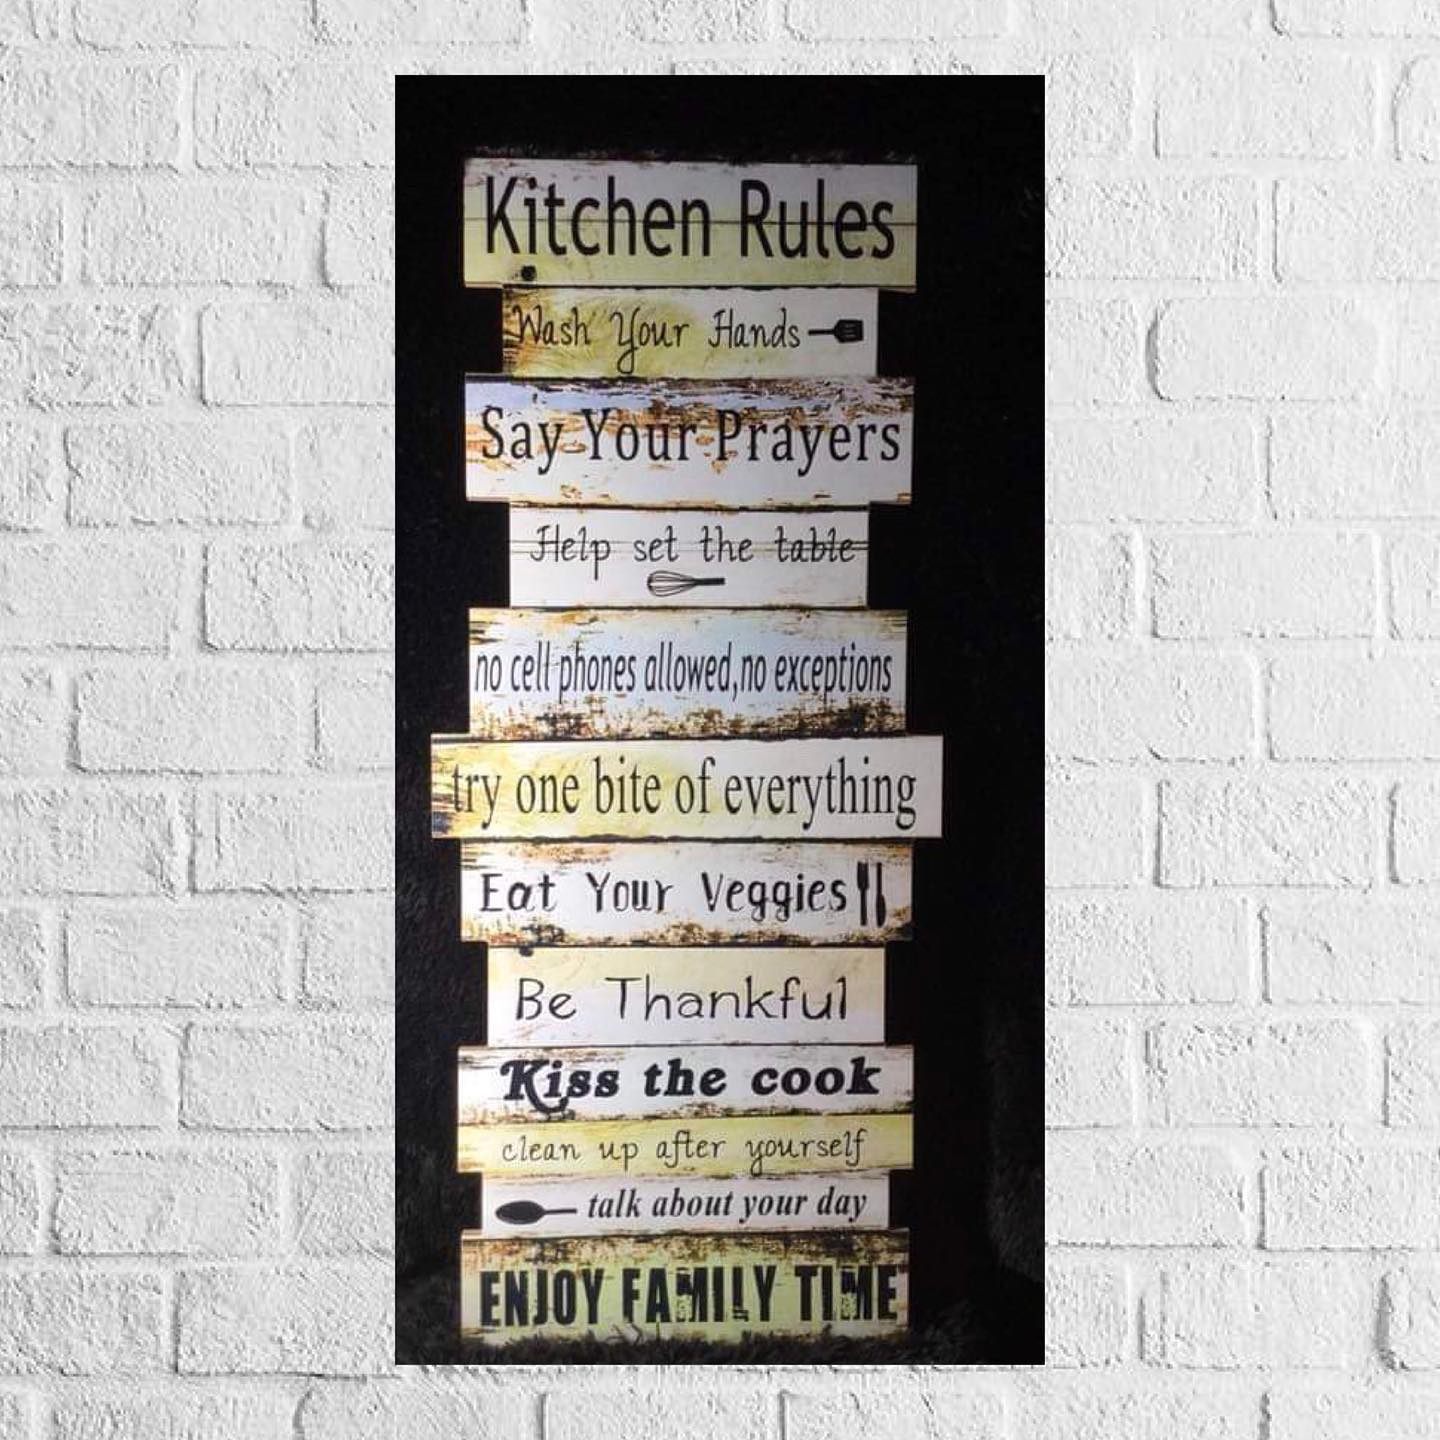 Kitchen Rules
Wash Your Hands
Say Your Prayers
Help set the table
no cell phones allowed,no exceptions
try one bite of everything
Eat Your Veggies
Be Thankful
Kiss the cook
clean up after yourself
talk about your day
ENJOY FAMILY TIME